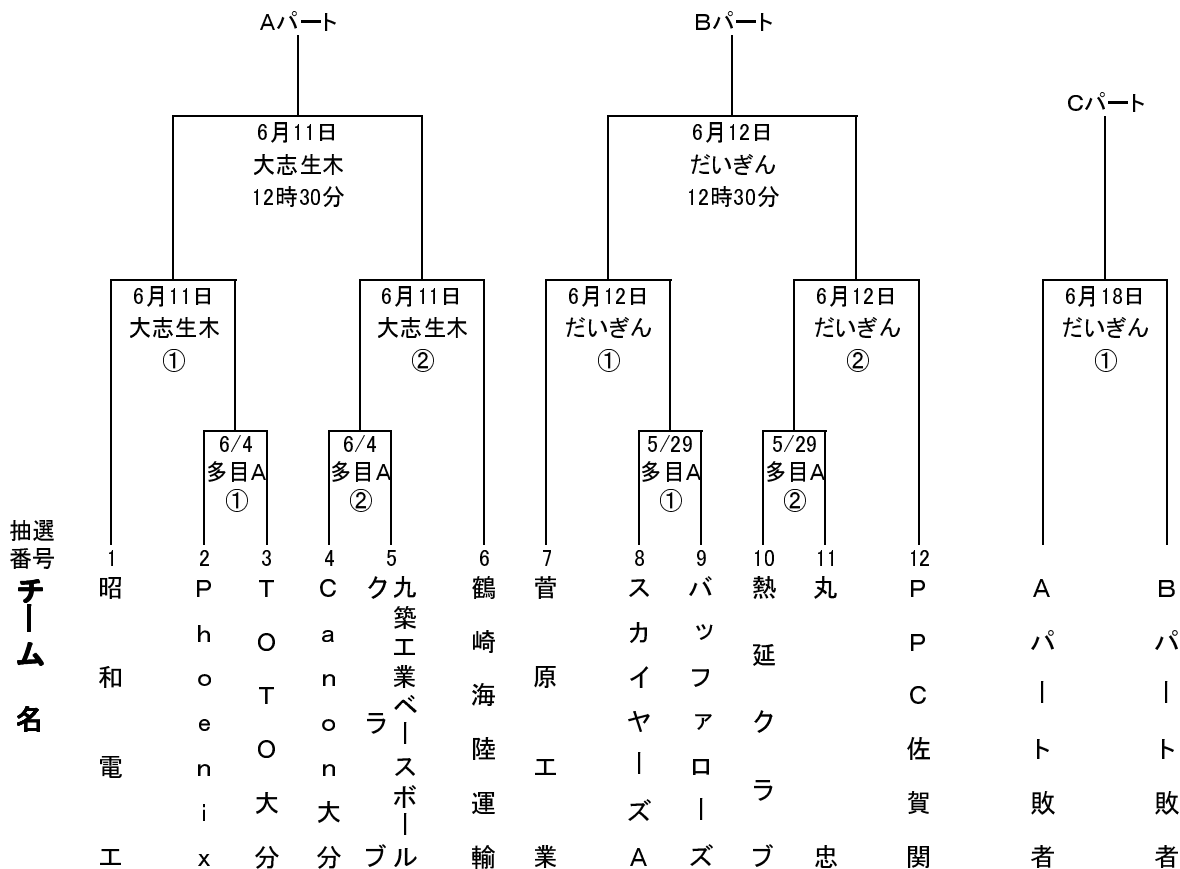 Aパート
Bパート
Cパート
6月11日
大志生木
12時30分
6月12日
だいぎん
12時30分
6月11日
大志生木
①
6月11日
大志生木
②
6月12日
だいぎん
①
6月12日
だいぎん
②
6月18日
だいぎん
①
6/4
多目A
①
6/4
多目A
②
5/29
多目A
①
5/29
多目A
②
抽選
番号
1
2
3
4
5
6
7
8
9
10
11
12
チーム名
昭和電工
Phoenix
TOTO大分
Canon大分
九築工業ベースボール
クラブ
鶴崎海陸運輸
菅原工業
スカイヤーズA
バッファローズ
熱延クラブ
丸忠
PPC佐賀関
Aパート敗者
Bパート敗者